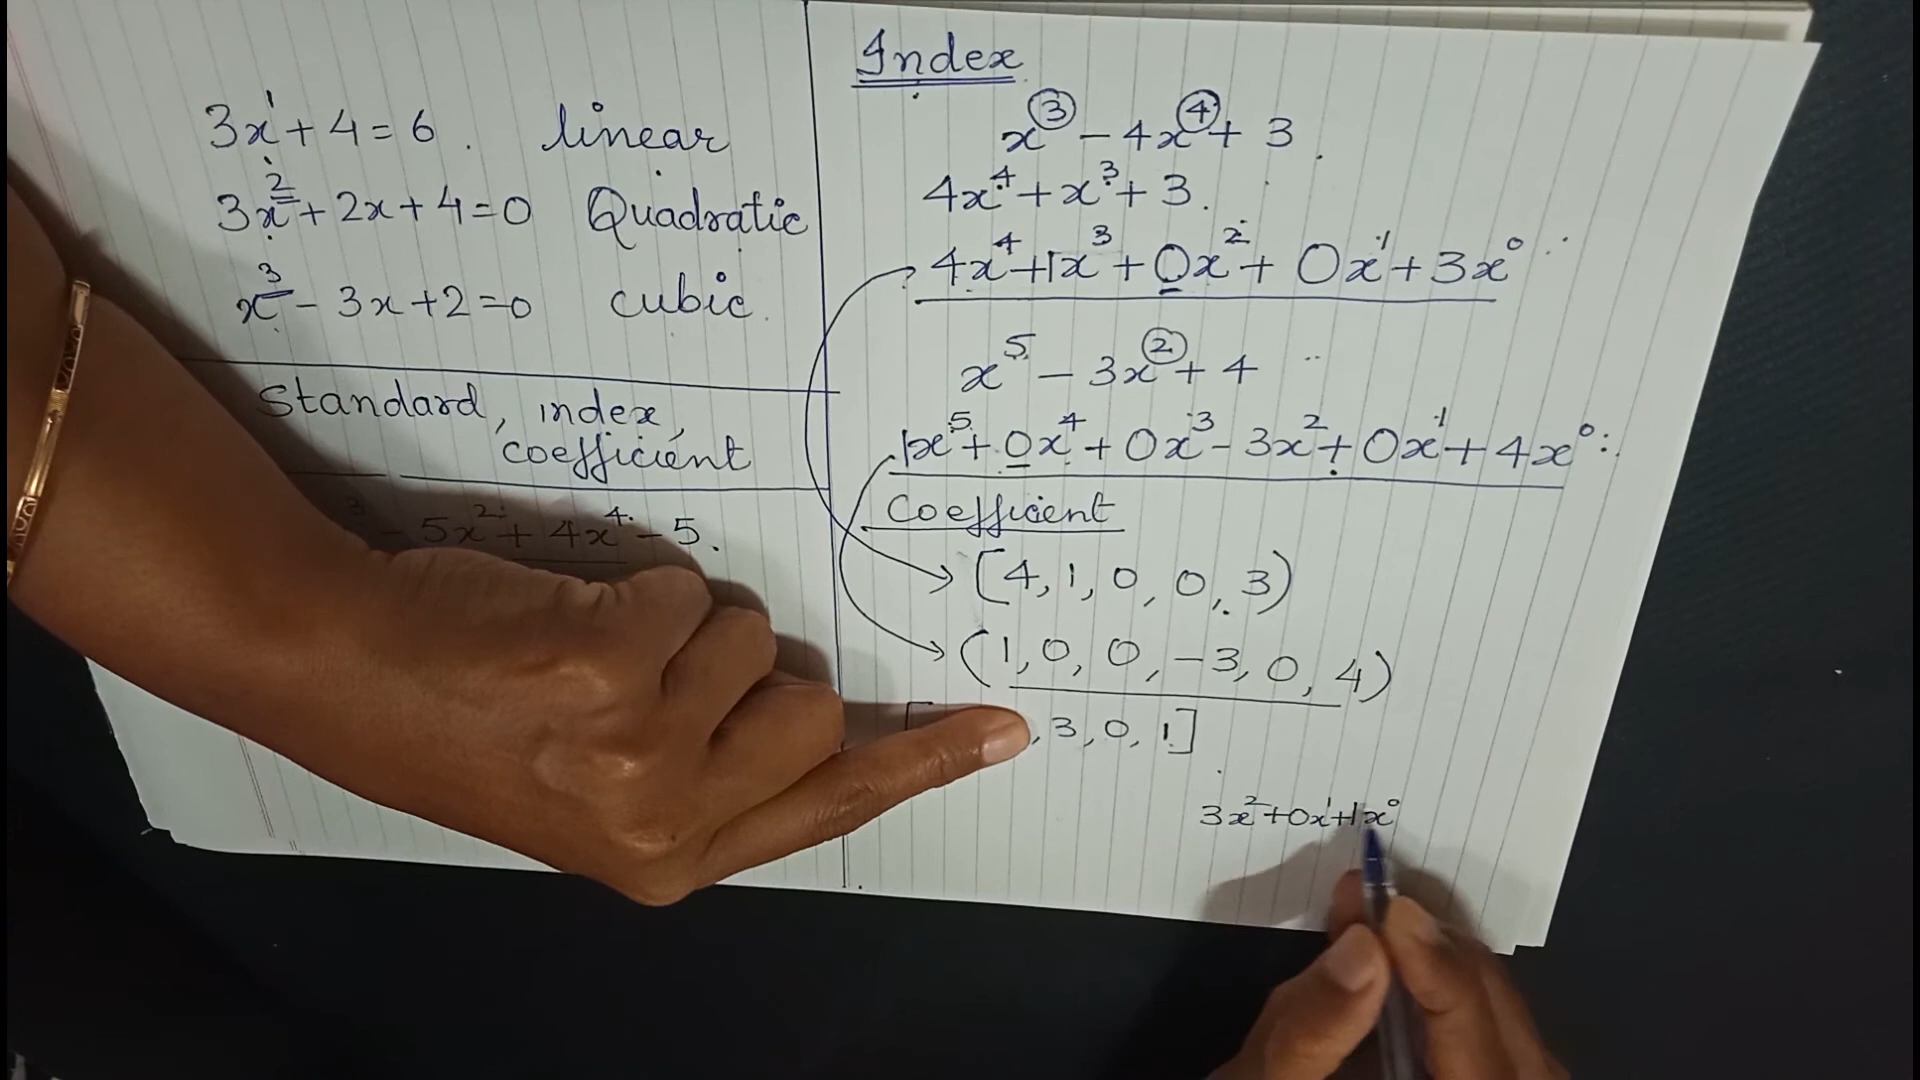 3x¹ + 4 = 6. linear
3x² + 2x + 4 = 0 Quadratic
x³ - 3x + 2 = 0 cubic.
Standard, index,
coefficient
- 5x² + 4x⁴ - 5.
Index
x³ - 4x⁴ + 3.
4x⁴ + x³ + 3.
4x⁴ + 1x³ + 0x² + 0x¹ + 3x⁰
x⁵ - 3x² + 4
1x⁵ + 0x⁴ + 0x³ - 3x² + 0x¹ + 4x⁰
Coefficient
(4, 1, 0, 0, 3)
(1, 0, 0, -3, 0, 4)
, 3, 0, 1]
3x² + 0x¹ + 1x⁰